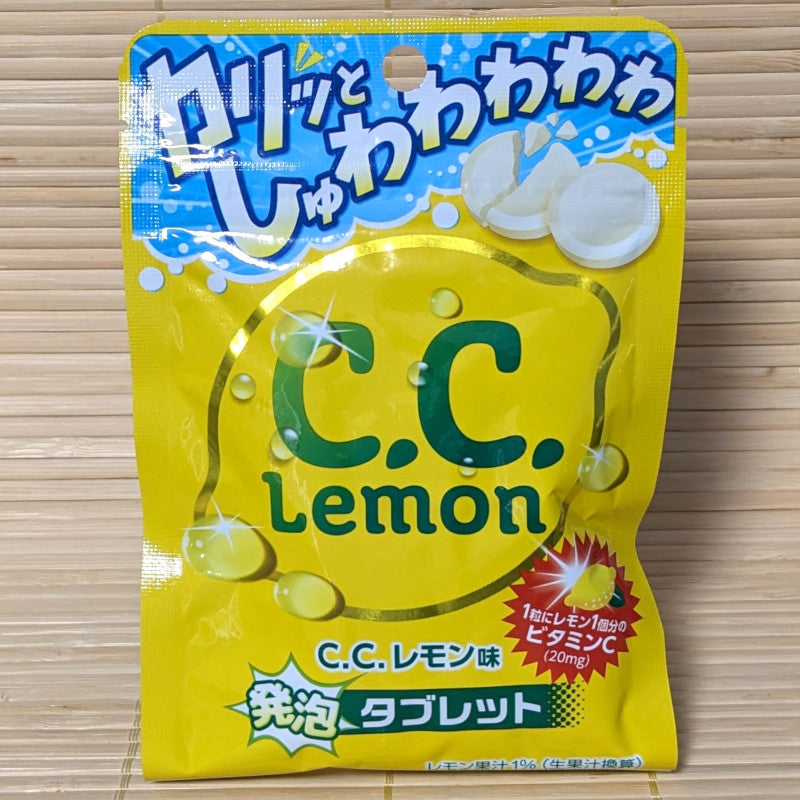 カリッと
しゅわわわわわ
C.C.
Lemon
1粒にレモン1個分の
ビタミンC
(20mg)
C.C.レモン味
発泡 タブレット
レモン果汁1% (生果汁換算)